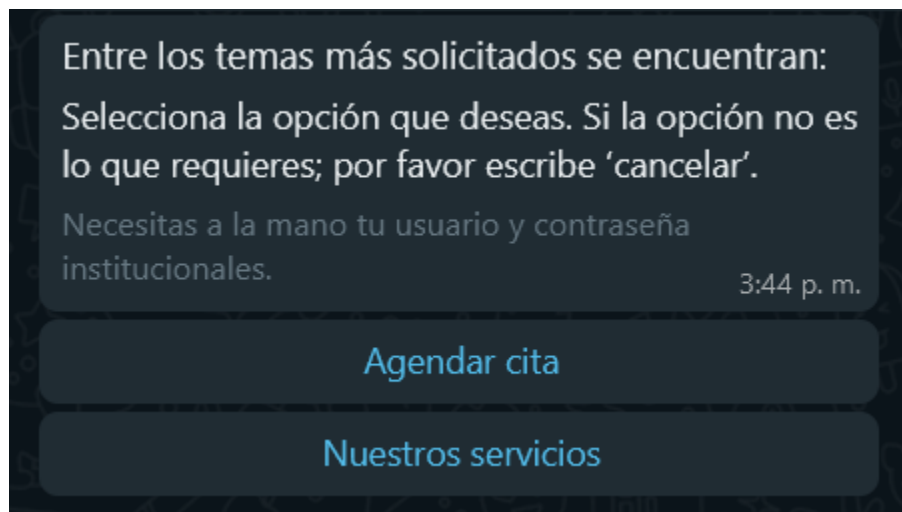 Entre los temas más solicitados se encuentran:
Selecciona la opción que deseas. Si la opción no es
lo que requieres; por favor escribe ‘cancelar’.
Necesitas a la mano tu usuario y contraseña
institucionales.
3:44 p. m.
Agendar cita
Nuestros servicios